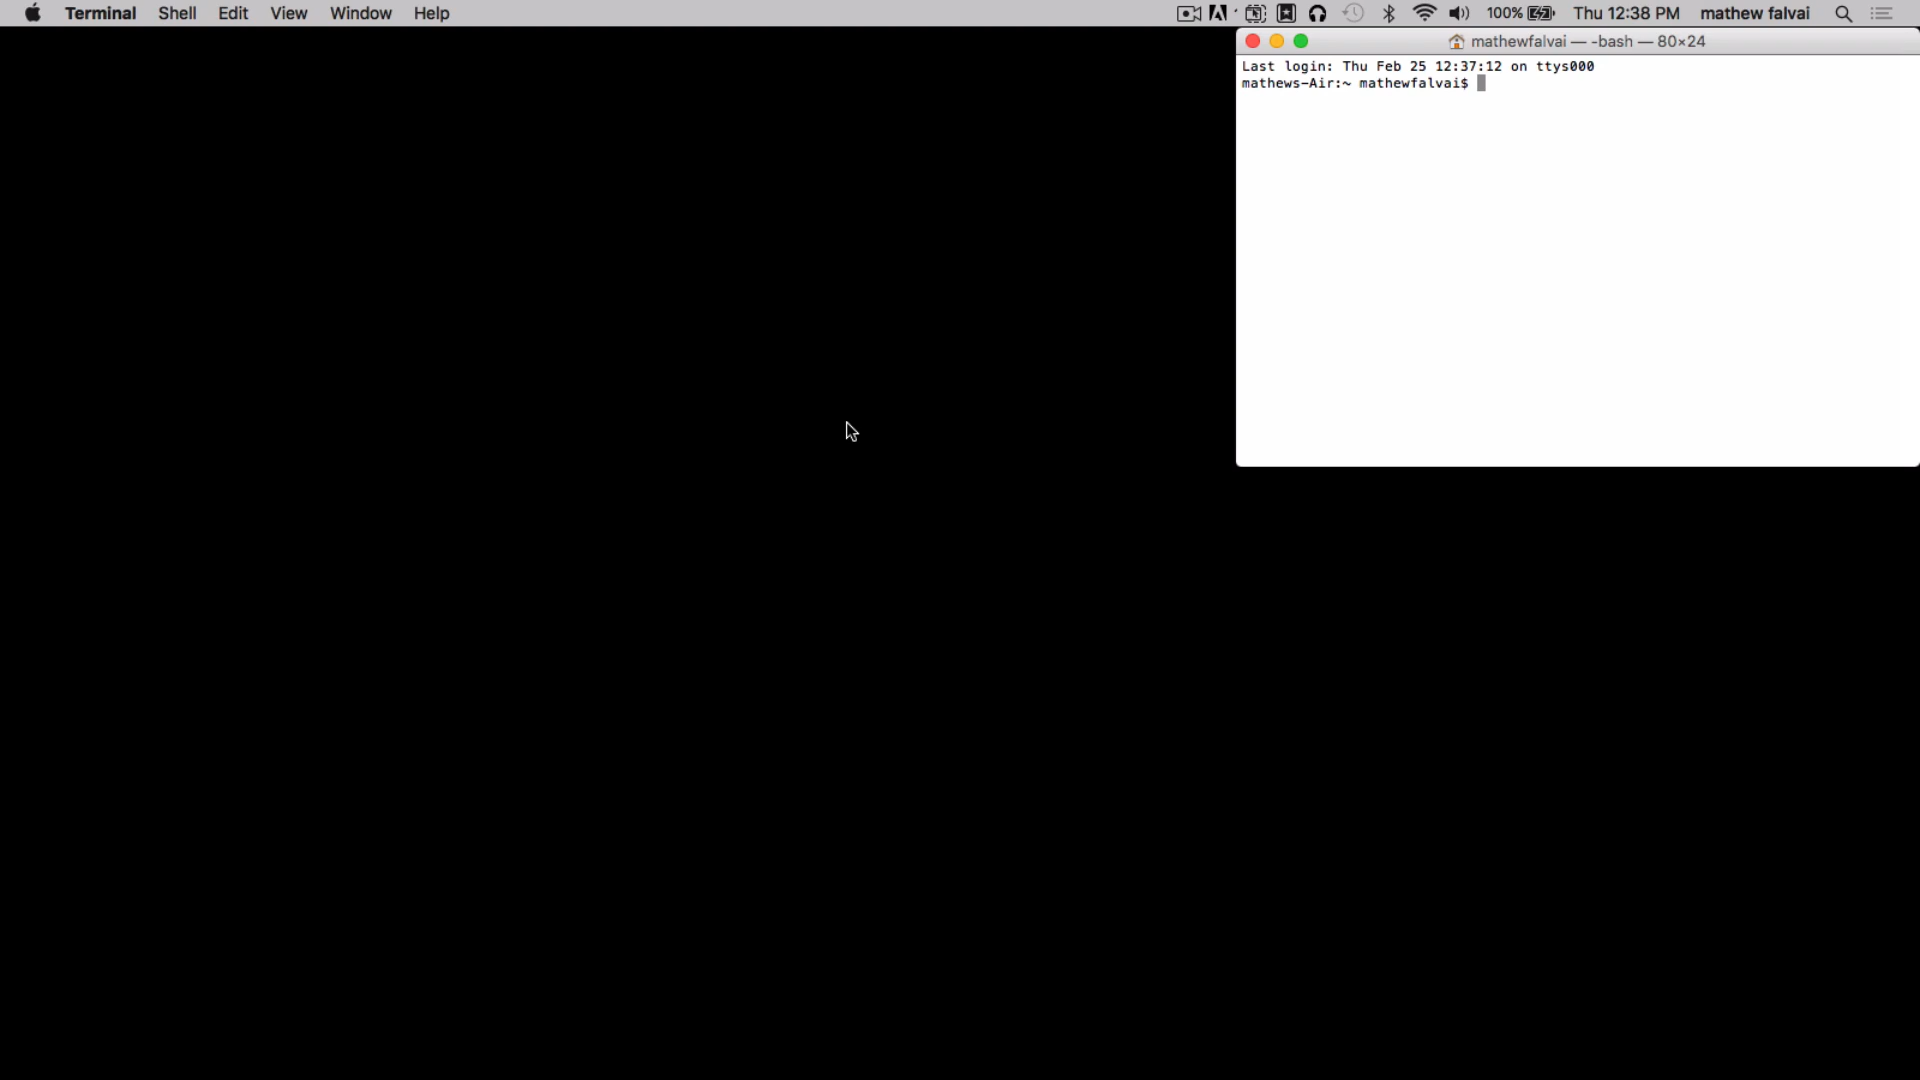 Terminal Shell Edit View Window Help 100% Thu 12:38 PM mathew falvai
mathewfalvai — -bash — 80×24
Last login: Thu Feb 25 12:37:12 on ttys000
mathews-Air:~ mathewfalvai$